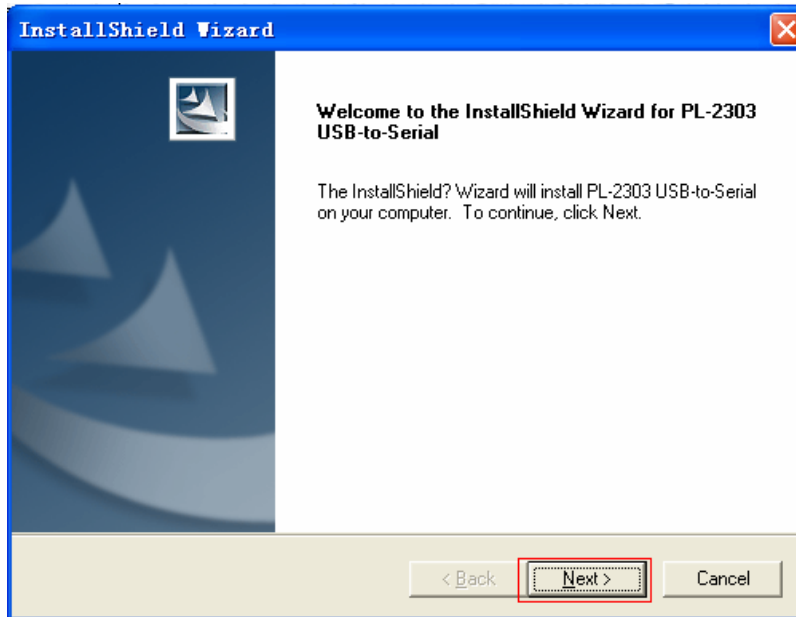 InstallShield Wizard
Welcome to the InstallShield Wizard for PL-2303
USB-to-Serial
The InstallShield? Wizard will install PL-2303 USB-to-Serial
on your computer. To continue, click Next.
< Back Next > Cancel